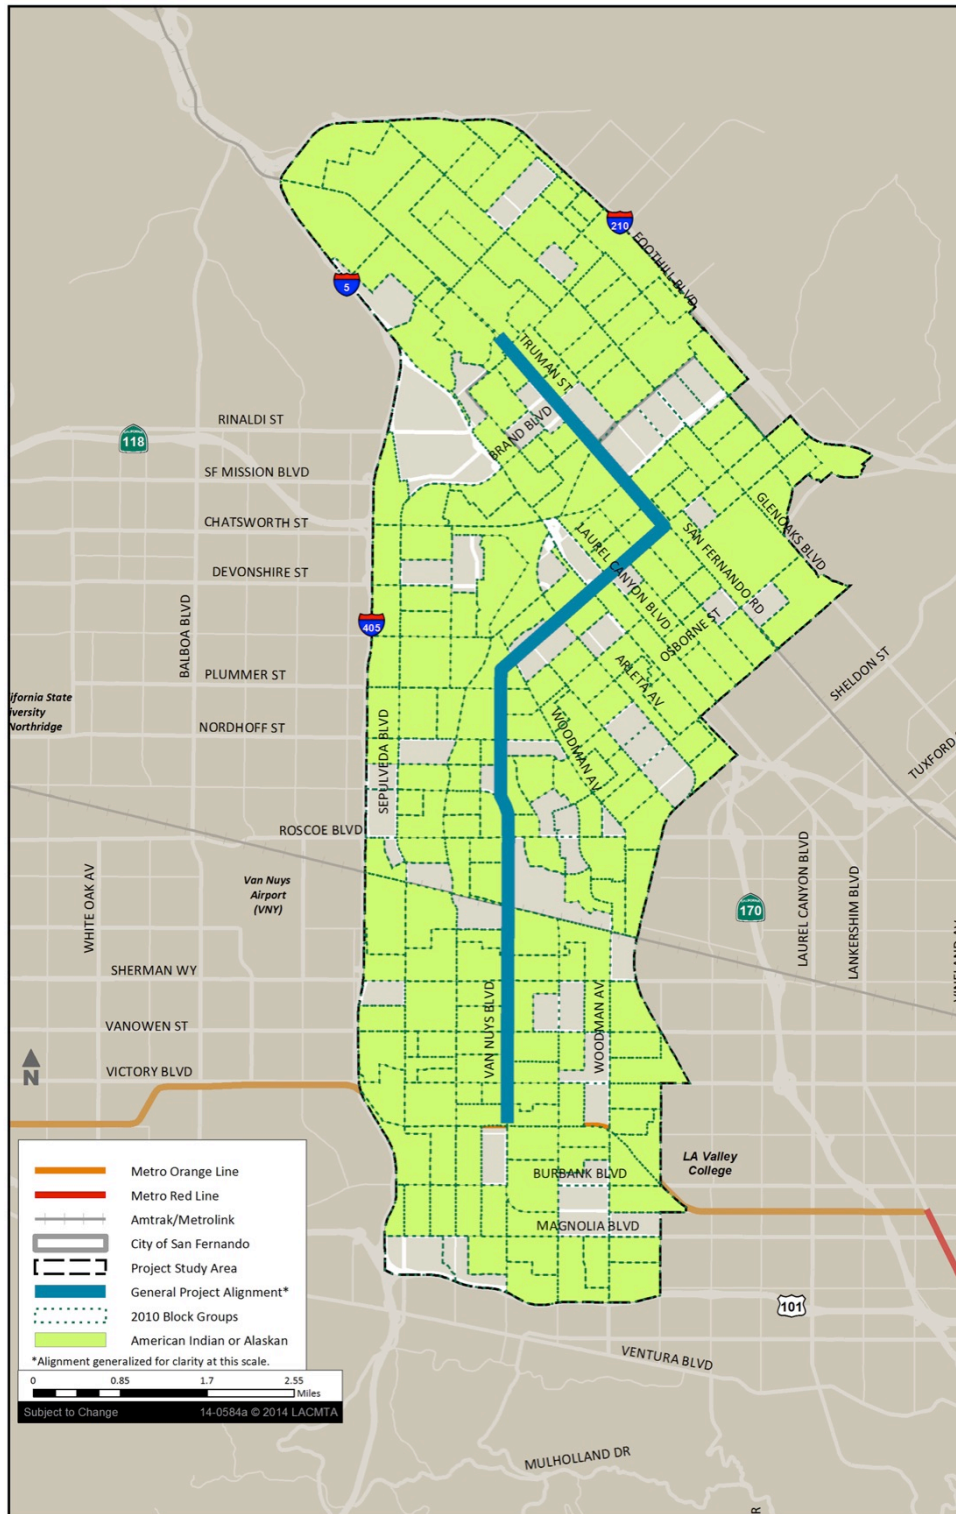 210
FOOTHILL BLVD
5
TRUMAN ST
RINALDI ST
CALIFORNIA
118
BRAND BLVD
SF MISSION BLVD
GLENOAKS BLVD
CHATSWORTH ST
LAUREL CANYON BLVD
SAN FERNANDO RD
DEVONSHIRE ST
BALBOA BLVD
405
OSBORNE ST
PLUMMER ST
ARLETA AV
SHELDON ST
ifornia State
iversity
Northridge
NORDHOFF ST
SEPULVEDA BLVD
WOODMAN AV
TUXFORD
ROSCOE BLVD
WHITE OAK AV
Van Nuys
Airport
(VNY)
CALIFORNIA
170
LAUREL CANYON BLVD
LANKERSHIM BLVD
VINELAND AV
SHERMAN WY
VAN NUYS BLVD
WOODMAN AV
VANOWEN ST
N
VICTORY BLVD
LA Valley
College
BURBANK BLVD
MAGNOLIA BLVD
101
VENTURA BLVD
MULHOLLAND DR
R
Metro Orange Line
Metro Red Line
Amtrak/Metrolink
City of San Fernando
Project Study Area
General Project Alignment*
2010 Block Groups
American Indian or Alaskan
*Alignment generalized for clarity at this scale.
0 0.85 1.7 2.55
Miles
Subject to Change 14-0584a © 2014 LACMTA